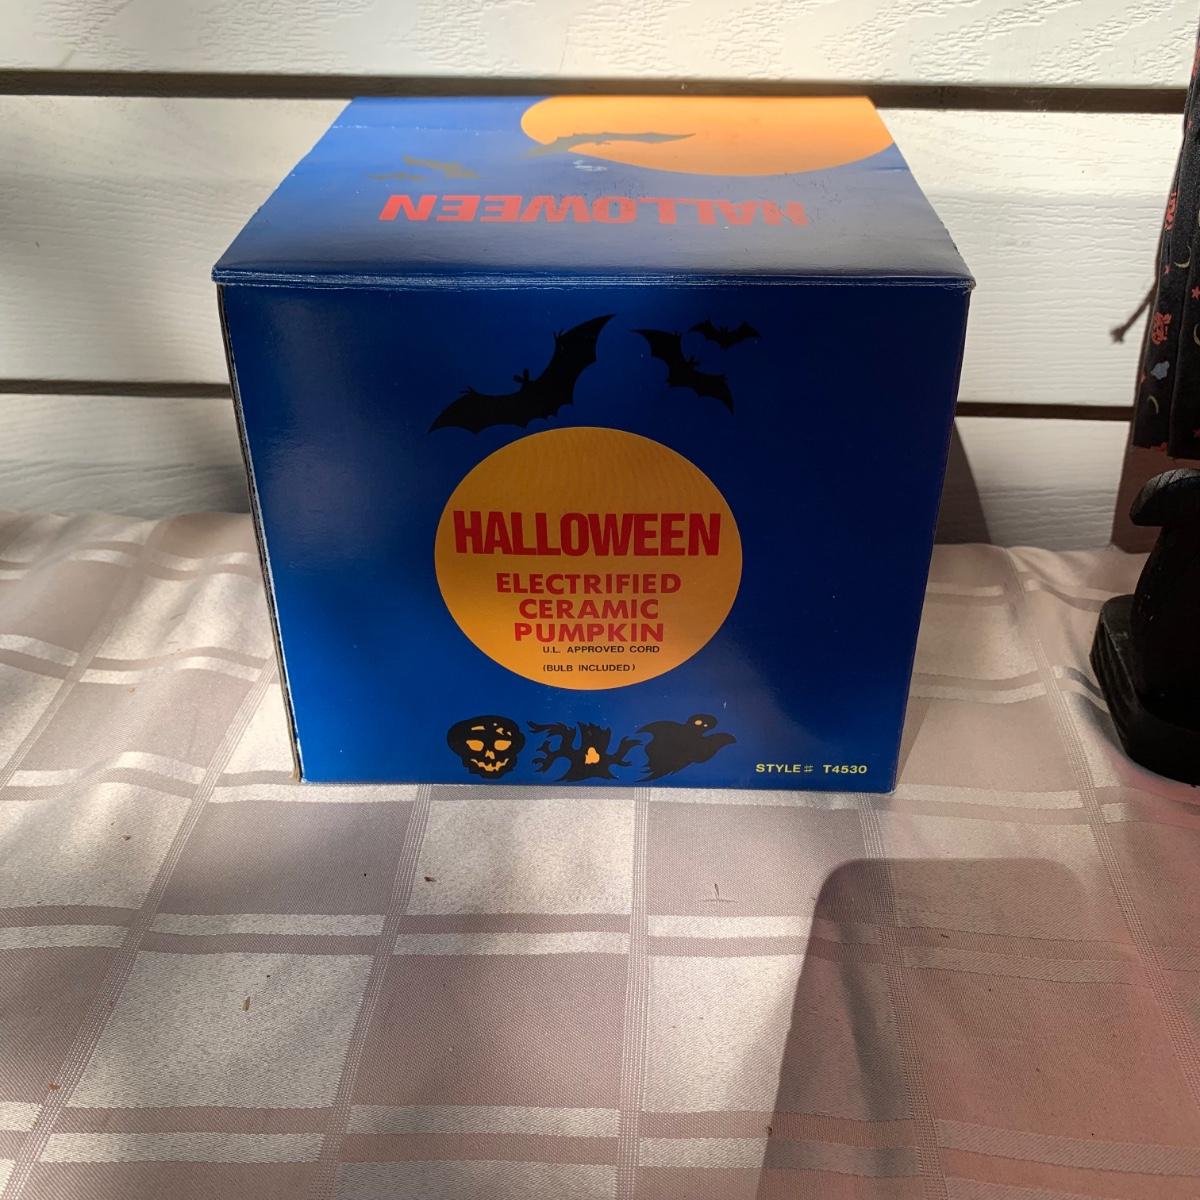 HALLOWEEN
HALLOWEEN
ELECTRIFIED
CERAMIC
PUMPKIN
U.L. APPROVED CORD
(BULB INCLUDED)
STYLE# T4530